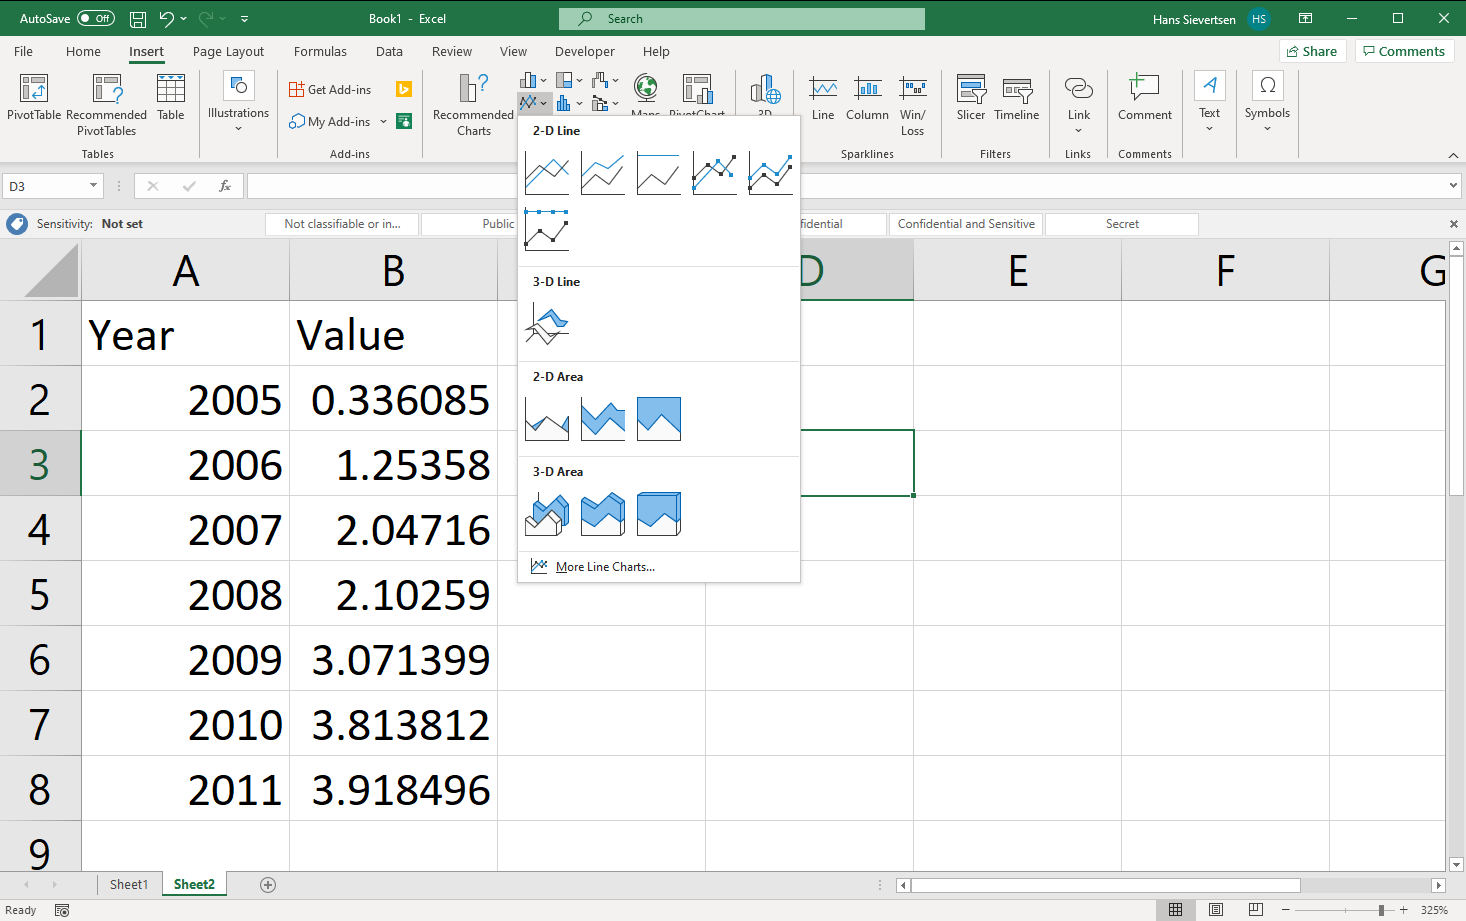 AutoSave Off Book1 - Excel Search Hans Sievertsen HS
File Home Insert Page Layout Formulas Data Review View Developer Help Share Comments
PivotTable Recommended PivotTables Table
Tables
Illustrations
Get Add-ins
My Add-ins
Add-ins
Recommended Charts
Maps PivotChart 3D
Line Column Win/Loss
Sparklines
Slicer Timeline
Filters
Link
Links
Comment
Comments
Text
Symbols
D3 fx
Sensitivity: Not set Not classifiable or in... Public fidential Confidential and Sensitive Secret
2-D Line
3-D Line
2-D Area
3-D Area
More Line Charts...
A B D E F G
1 Year Value
2 2005 0.336085
3 2006 1.25358
4 2007 2.04716
5 2008 2.10259
6 2009 3.071399
7 2010 3.813812
8 2011 3.918496
9
Sheet1 Sheet2
Ready 325%